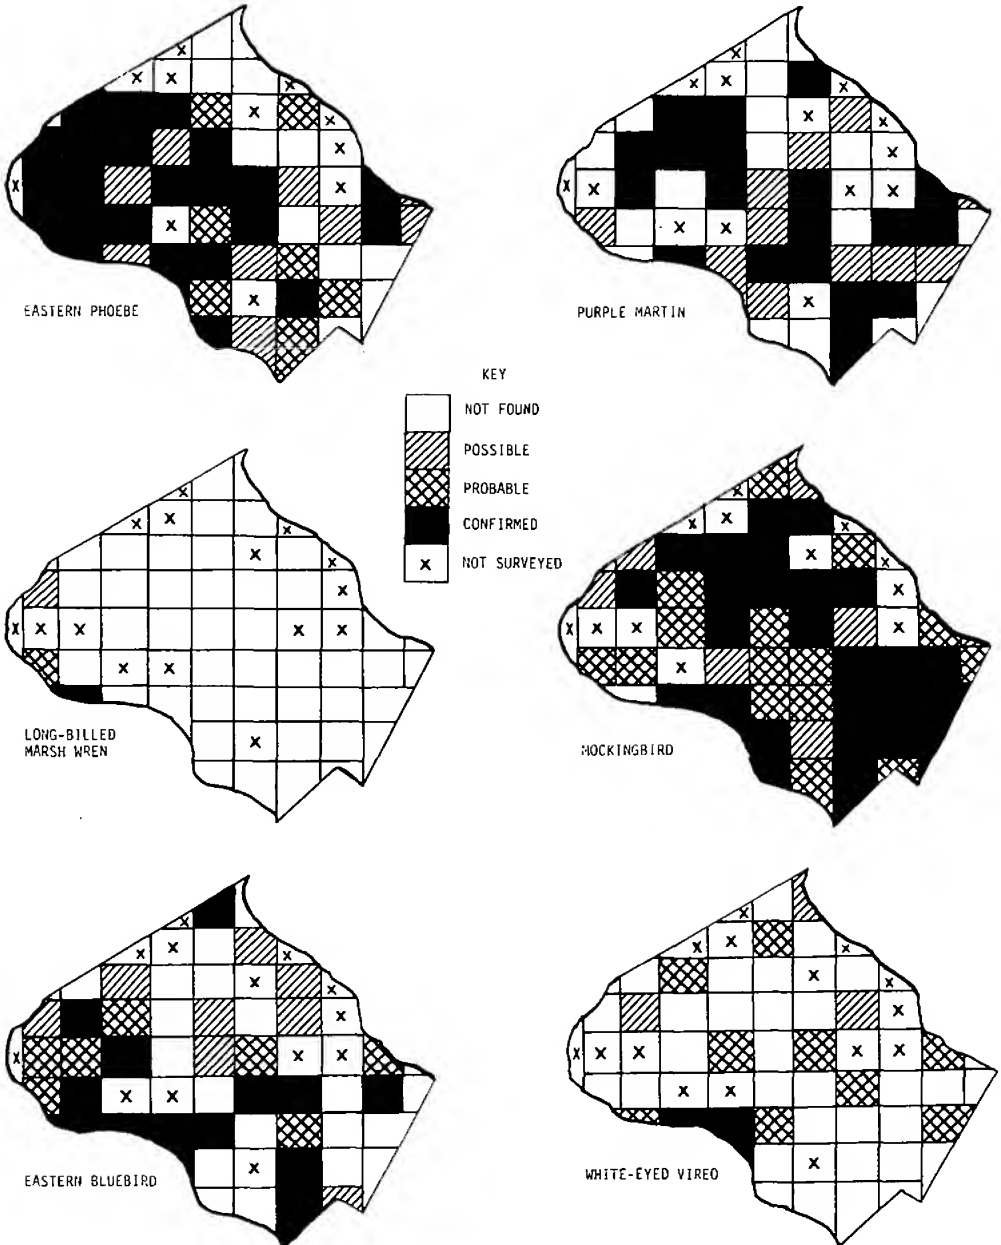 EASTERN PHOEBE
PURPLE MARTIN
KEY
NOT FOUND
POSSIBLE
PROBABLE
CONFIRMED
X NOT SURVEYED
LONG-BILLED
MARSH WREN
MOCKINGBIRD
EASTERN BLUEBIRD
WHITE-EYED VIREO